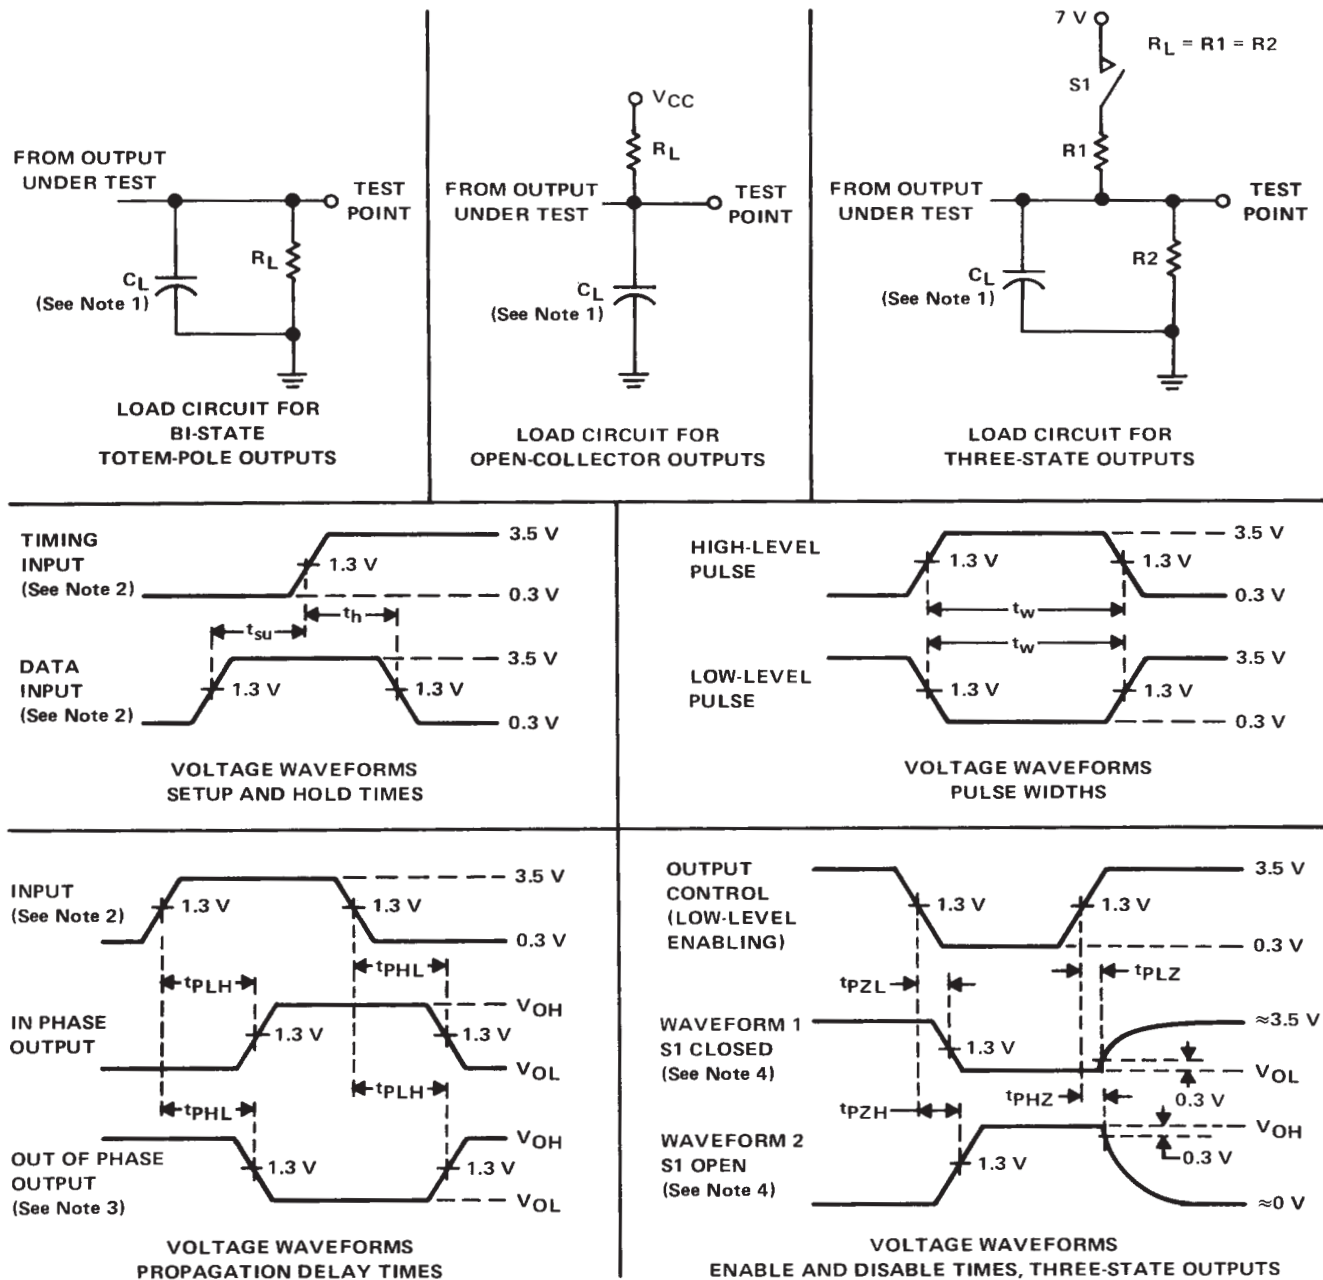 FROM OUTPUT
UNDER TEST
TEST
POINT
RL
CL
(See Note 1)
LOAD CIRCUIT FOR
BI-STATE
TOTEM-POLE OUTPUTS
VCC
RL
FROM OUTPUT
UNDER TEST
TEST
POINT
CL
(See Note 1)
LOAD CIRCUIT FOR
OPEN-COLLECTOR OUTPUTS
7 V
RL = R1 = R2
S1
R1
FROM OUTPUT
UNDER TEST
TEST
POINT
R2
CL
(See Note 1)
LOAD CIRCUIT FOR
THREE-STATE OUTPUTS
TIMING
INPUT
(See Note 2)
3.5 V
1.3 V
0.3 V
th
tsu
DATA
INPUT
(See Note 2)
3.5 V
1.3 V
1.3 V
0.3 V
VOLTAGE WAVEFORMS
SETUP AND HOLD TIMES
HIGH-LEVEL
PULSE
3.5 V
1.3 V
1.3 V
0.3 V
tw
tw
LOW-LEVEL
PULSE
3.5 V
1.3 V
1.3 V
0.3 V
VOLTAGE WAVEFORMS
PULSE WIDTHS
INPUT
(See Note 2)
3.5 V
1.3 V
1.3 V
0.3 V
tPLH
tPHL
IN PHASE
OUTPUT
VOH
1.3 V
1.3 V
VOL
tPHL
tPLH
OUT OF PHASE
OUTPUT
(See Note 3)
VOH
1.3 V
1.3 V
VOL
VOLTAGE WAVEFORMS
PROPAGATION DELAY TIMES
OUTPUT
CONTROL
(LOW-LEVEL
ENABLING)
3.5 V
1.3 V
1.3 V
0.3 V
tPZL
tPLZ
WAVEFORM 1
S1 CLOSED
(See Note 4)
≈3.5 V
1.3 V
VOL
0.3 V
tPZH
tPHZ
WAVEFORM 2
S1 OPEN
(See Note 4)
VOH
0.3 V
1.3 V
≈0 V
VOLTAGE WAVEFORMS
ENABLE AND DISABLE TIMES, THREE-STATE OUTPUTS